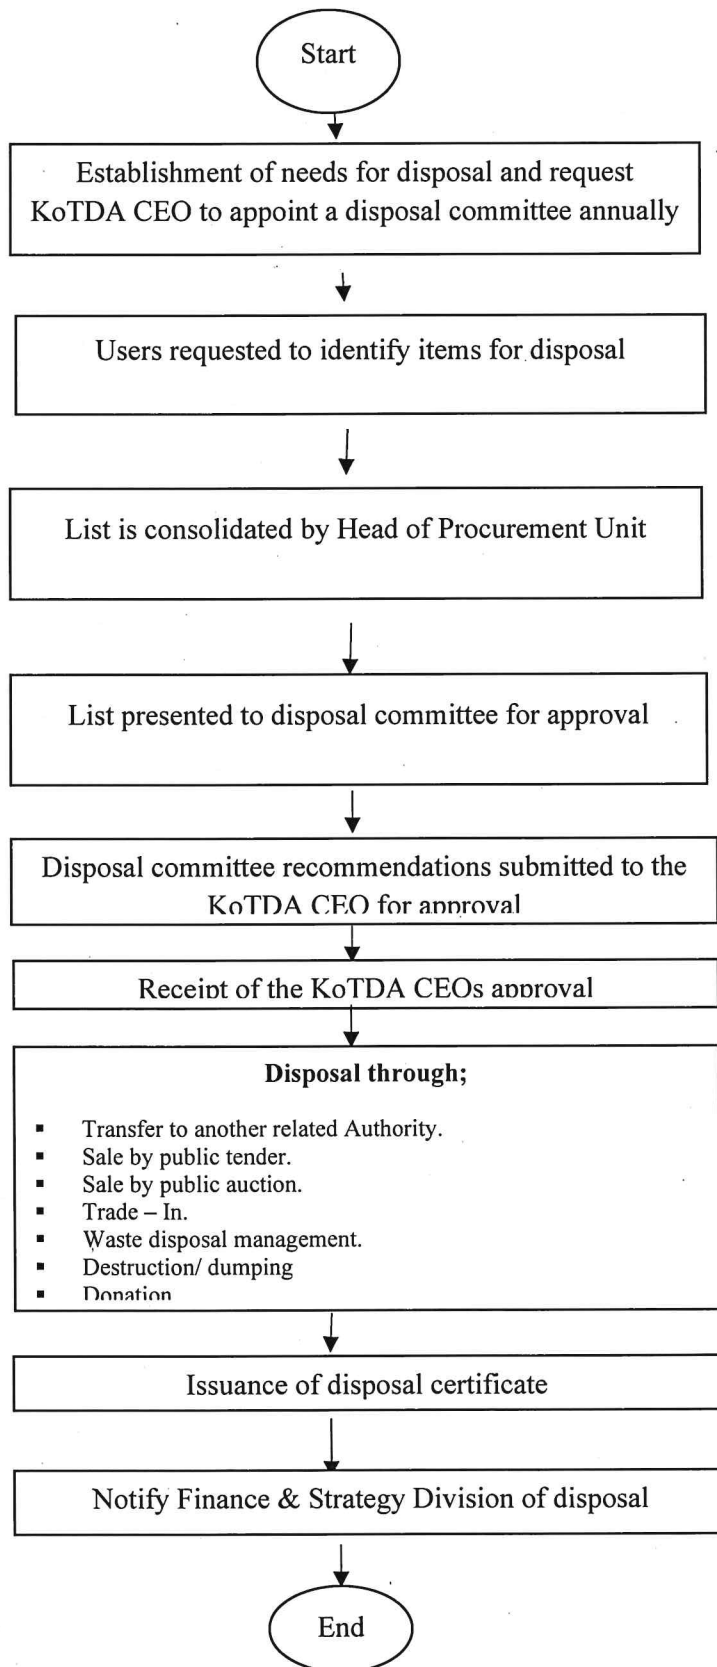 Start
Establishment of needs for disposal and request
KoTDA CEO to appoint a disposal committee annually
Users requested to identify items for disposal
List is consolidated by Head of Procurement Unit
List presented to disposal committee for approval
Disposal committee recommendations submitted to the
KoTDA CEO for approval
Receipt of the KoTDA CEOs approval
Disposal through;
▪ Transfer to another related Authority.
▪ Sale by public tender.
▪ Sale by public auction.
▪ Trade – In.
▪ Waste disposal management.
▪ Destruction/ dumping
▪ Donation
Issuance of disposal certificate
Notify Finance & Strategy Division of disposal
End